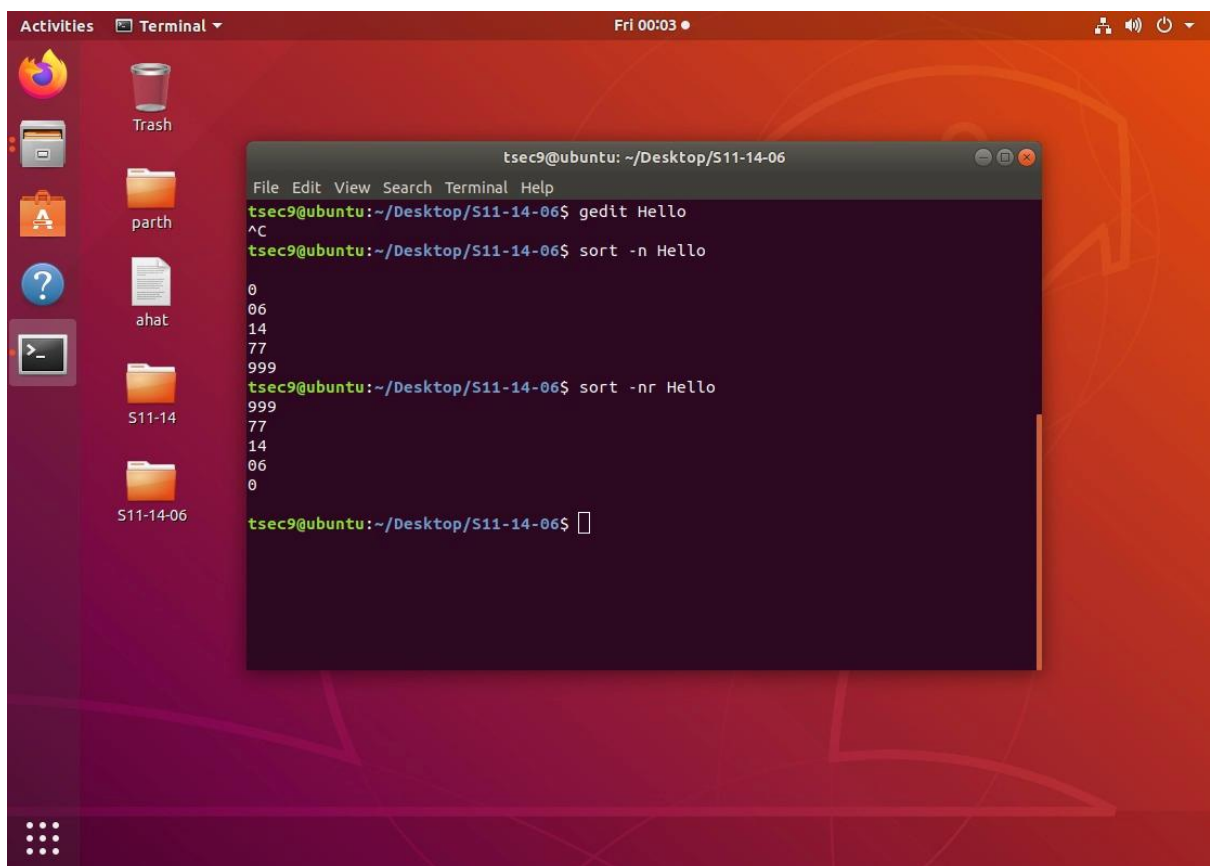 Activities Terminal Fri 00:03
Trash
parth
ahat
S11-14
S11-14-06
tsec9@ubuntu: ~/Desktop/S11-14-06
File Edit View Search Terminal Help
tsec9@ubuntu:~/Desktop/S11-14-06$ gedit Hello
^C
tsec9@ubuntu:~/Desktop/S11-14-06$ sort -n Hello
0
06
14
77
999
tsec9@ubuntu:~/Desktop/S11-14-06$ sort -nr Hello
999
77
14
06
0
tsec9@ubuntu:~/Desktop/S11-14-06$